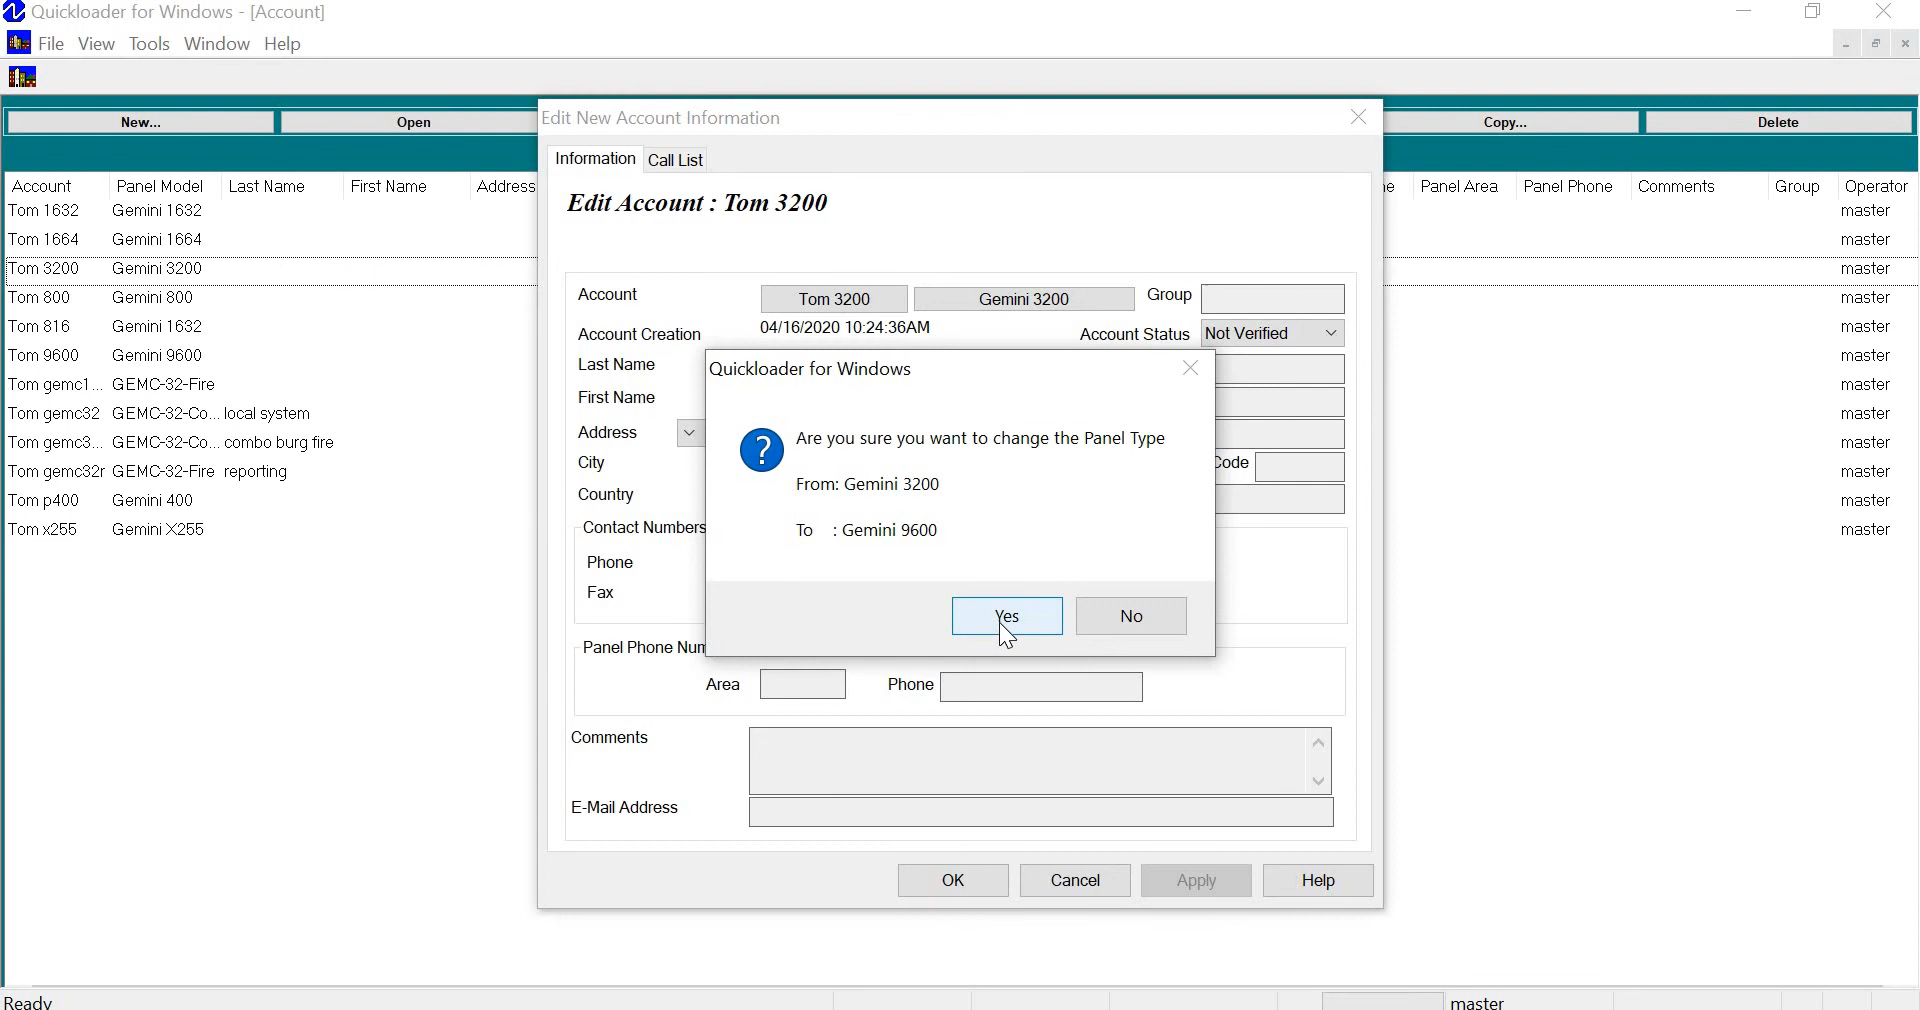 Quickloader for Windows - [Account]
File View Tools Window Help
New... Open Copy... Delete
Account Panel Model Last Name First Name Address Panel Area Panel Phone Comments Group Operator
Tom 1632 Gemini 1632 master
Tom 1664 Gemini 1664 master
Tom 3200 Gemini 3200 master
Tom 800 Gemini 800 master
Tom 816 Gemini 1632 master
Tom 9600 Gemini 9600 master
Tom gemc1... GEMC-32-Fire master
Tom gemc32 GEMC-32-Co... local system master
Tom gemc3... GEMC-32-Co... combo burg fire master
Tom gemc32r GEMC-32-Fire reporting master
Tom p400 Gemini 400 master
Tom x255 Gemini X255 master
Edit New Account Information
Information Call List
Edit Account : Tom 3200
Account Tom 3200 Gemini 3200 Group
Account Creation 04/16/2020 10:24:36AM Account Status Not Verified
Last Name
First Name
Address
City Code
Country
Contact Numbers
Phone
Fax
Panel Phone Num
Area Phone
Comments
E-Mail Address
OK Cancel Apply Help
Quickloader for Windows
Are you sure you want to change the Panel Type
From: Gemini 3200
To : Gemini 9600
Yes No
Ready master